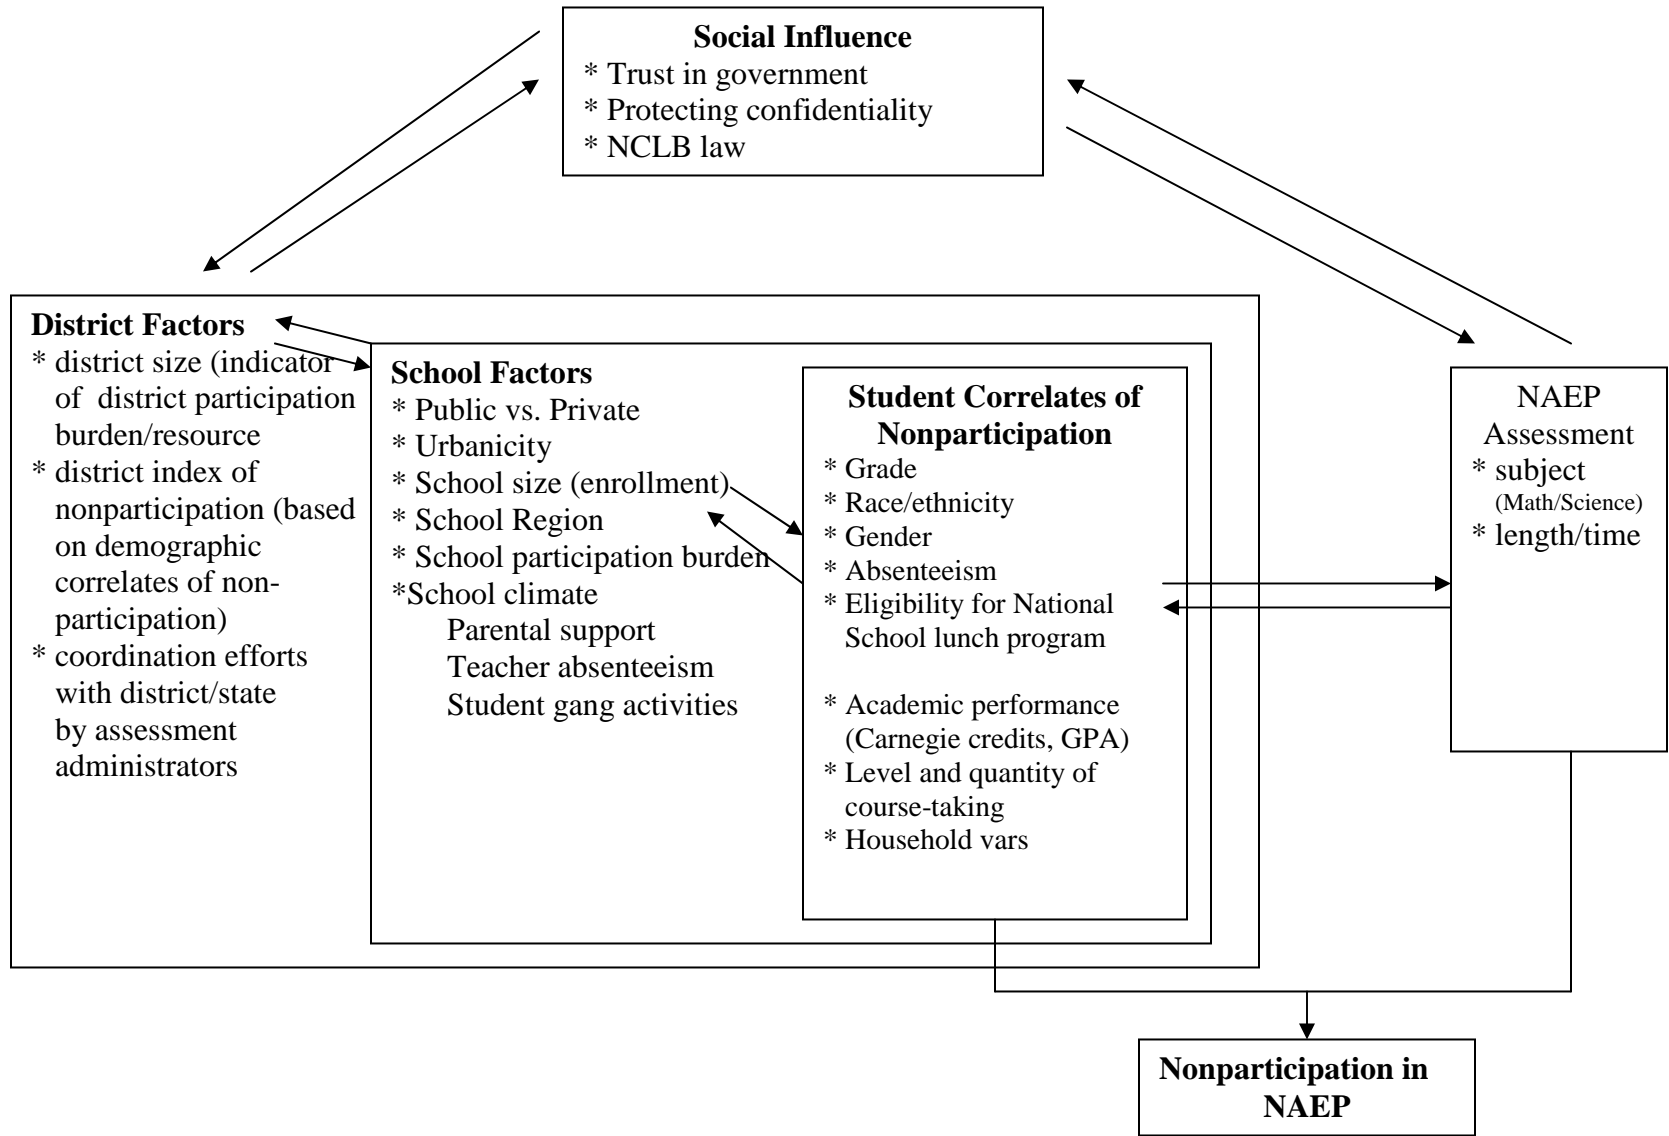 Social Influence
* Trust in government
* Protecting confidentiality
* NCLB law
District Factors
* district size (indicator
of district participation
burden/resource
* district index of
nonparticipation (based
on demographic
correlates of non-
participation)
* coordination efforts
with district/state
by assessment
administrators
School Factors
* Public vs. Private
* Urbanicity
* School size (enrollment)
* School Region
* School participation burden
*School climate
Parental support
Teacher absenteeism
Student gang activities
Student Correlates of
Nonparticipation
* Grade
* Race/ethnicity
* Gender
* Absenteeism
* Eligibility for National
School lunch program
* Academic performance
(Carnegie credits, GPA)
* Level and quantity of
course-taking
* Household vars
NAEP
Assessment
* subject
(Math/Science)
* length/time
Nonparticipation in
NAEP